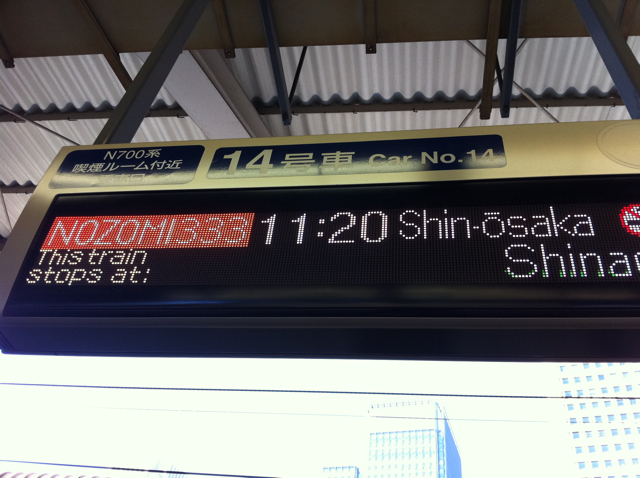 N700系
喫煙ルーム付近
14号車 Car No.14
NOZOMI333 11:20 Shin-ōsaka
This train
stops at:
Shina